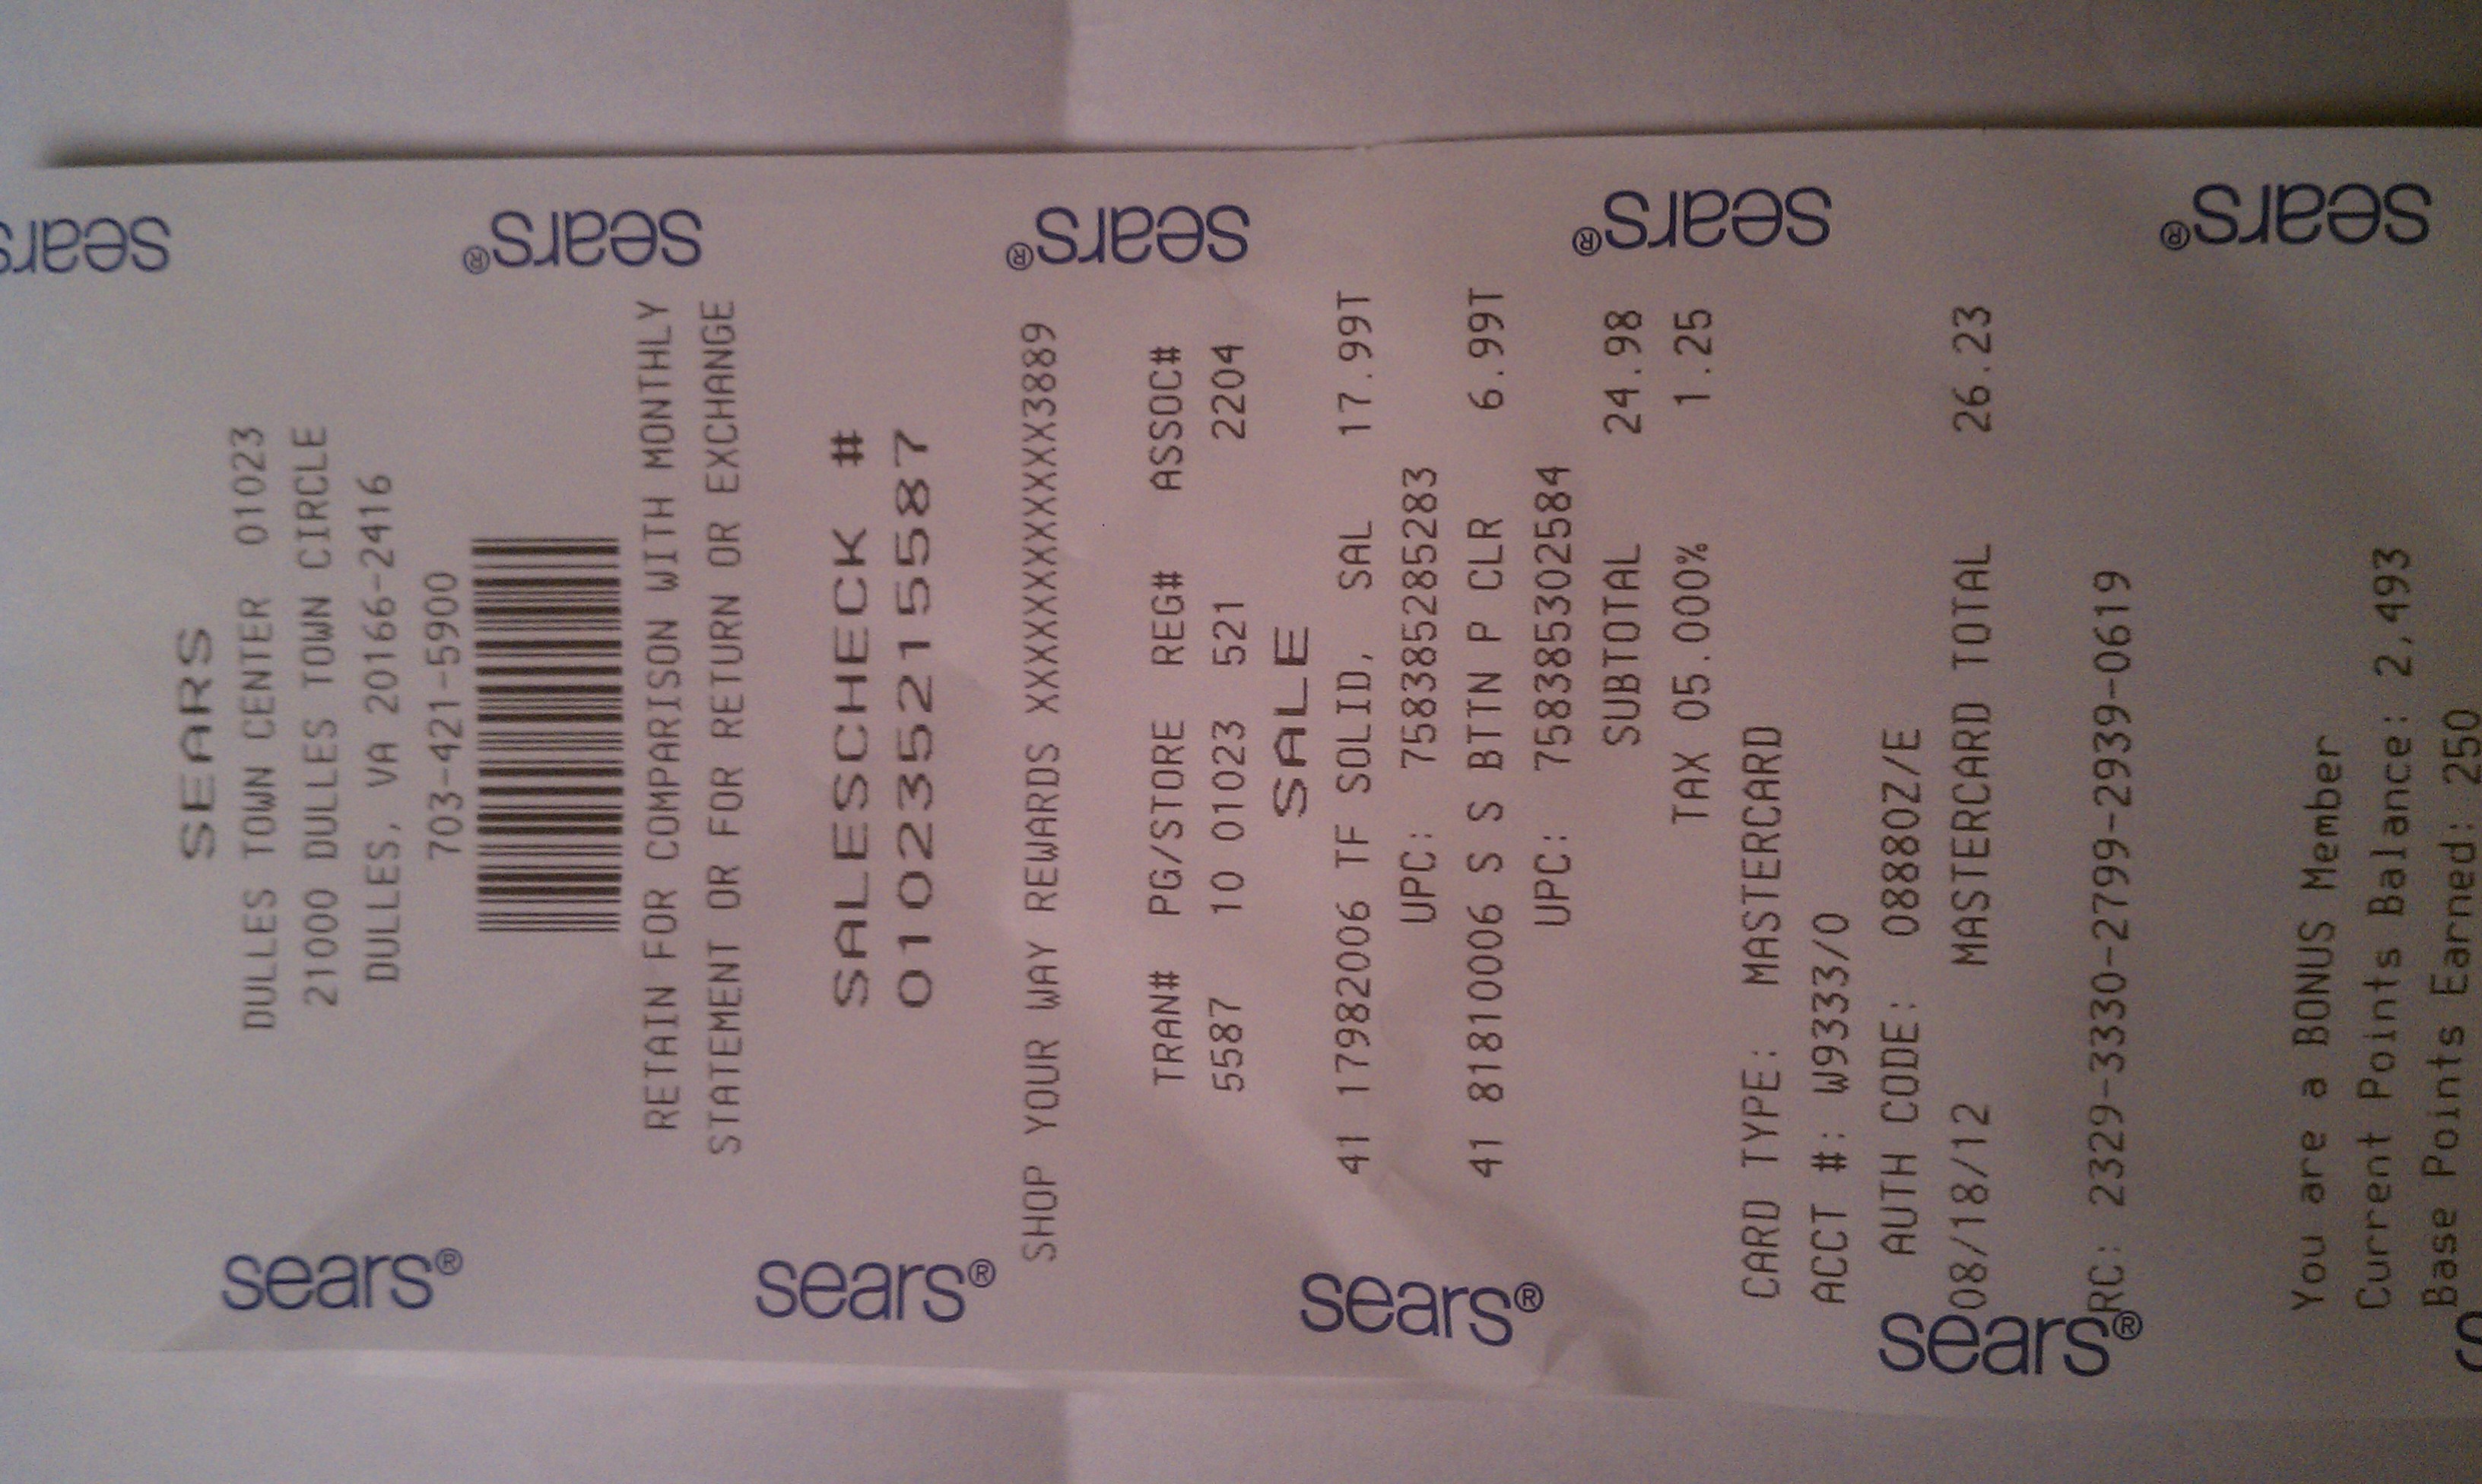 SEARS
DULLES TOWN CENTER 01023
21000 DULLES TOWN CIRCLE
DULLES, VA 20166-2416
703-421-5900
RETAIN FOR COMPARISON WITH MONTHLY
STATEMENT OR FOR RETURN OR EXCHANGE
SALESCHECK #
010235215587
SHOP YOUR WAY REWARDS XXXXXXXXXXXX3889
TRAN# PG/STORE REG# ASSOC#
5587 10 01023 521 2204
SALE
41 17982006 TF SOLID, SAL 17.99T
UPC: 758385285283
41 81810006 S S BTTN P CLR 6.99T
UPC: 758385302584
SUBTOTAL 24.98
TAX 05.000% 1.25
CARD TYPE: MASTERCARD
ACCT #: W9333/0
AUTH CODE: 08880Z/E
08/18/12 MASTERCARD TOTAL 26.23
RC: 2329-3330-2799-2939-0619
You are a BONUS Member
Current Points Balance: 2,493
Base Points Earned: 250
sears®
sears®
sears®
sears®
sears
sears®
sears®
sears®
sears®